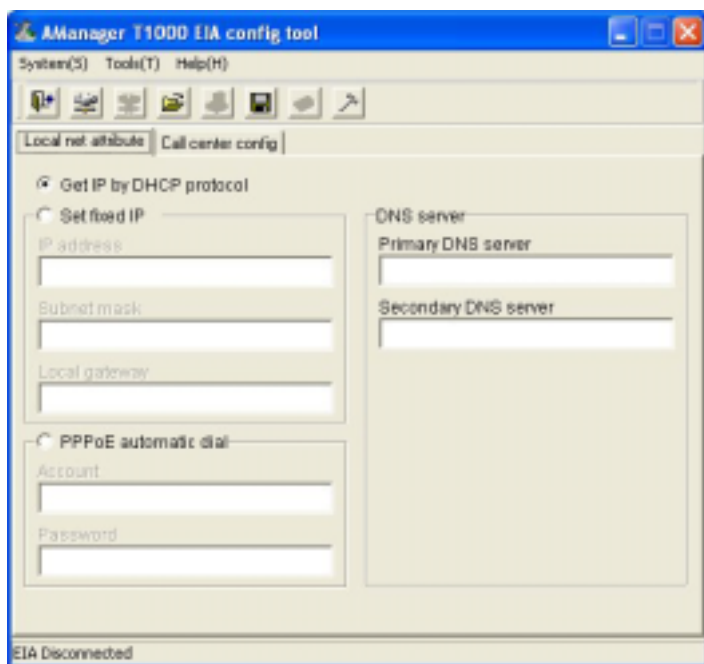 AManager T1000 EIA config tool
System(S) Tools(T) Help(H)
Local net attribute Call center config
Get IP by DHCP protocol
Set fixed IP
IP address
Subnet mask
Local gateway
PPPoE automatic dial
Account
Password
DNS server
Primary DNS server
Secondary DNS server
EIA Disconnected